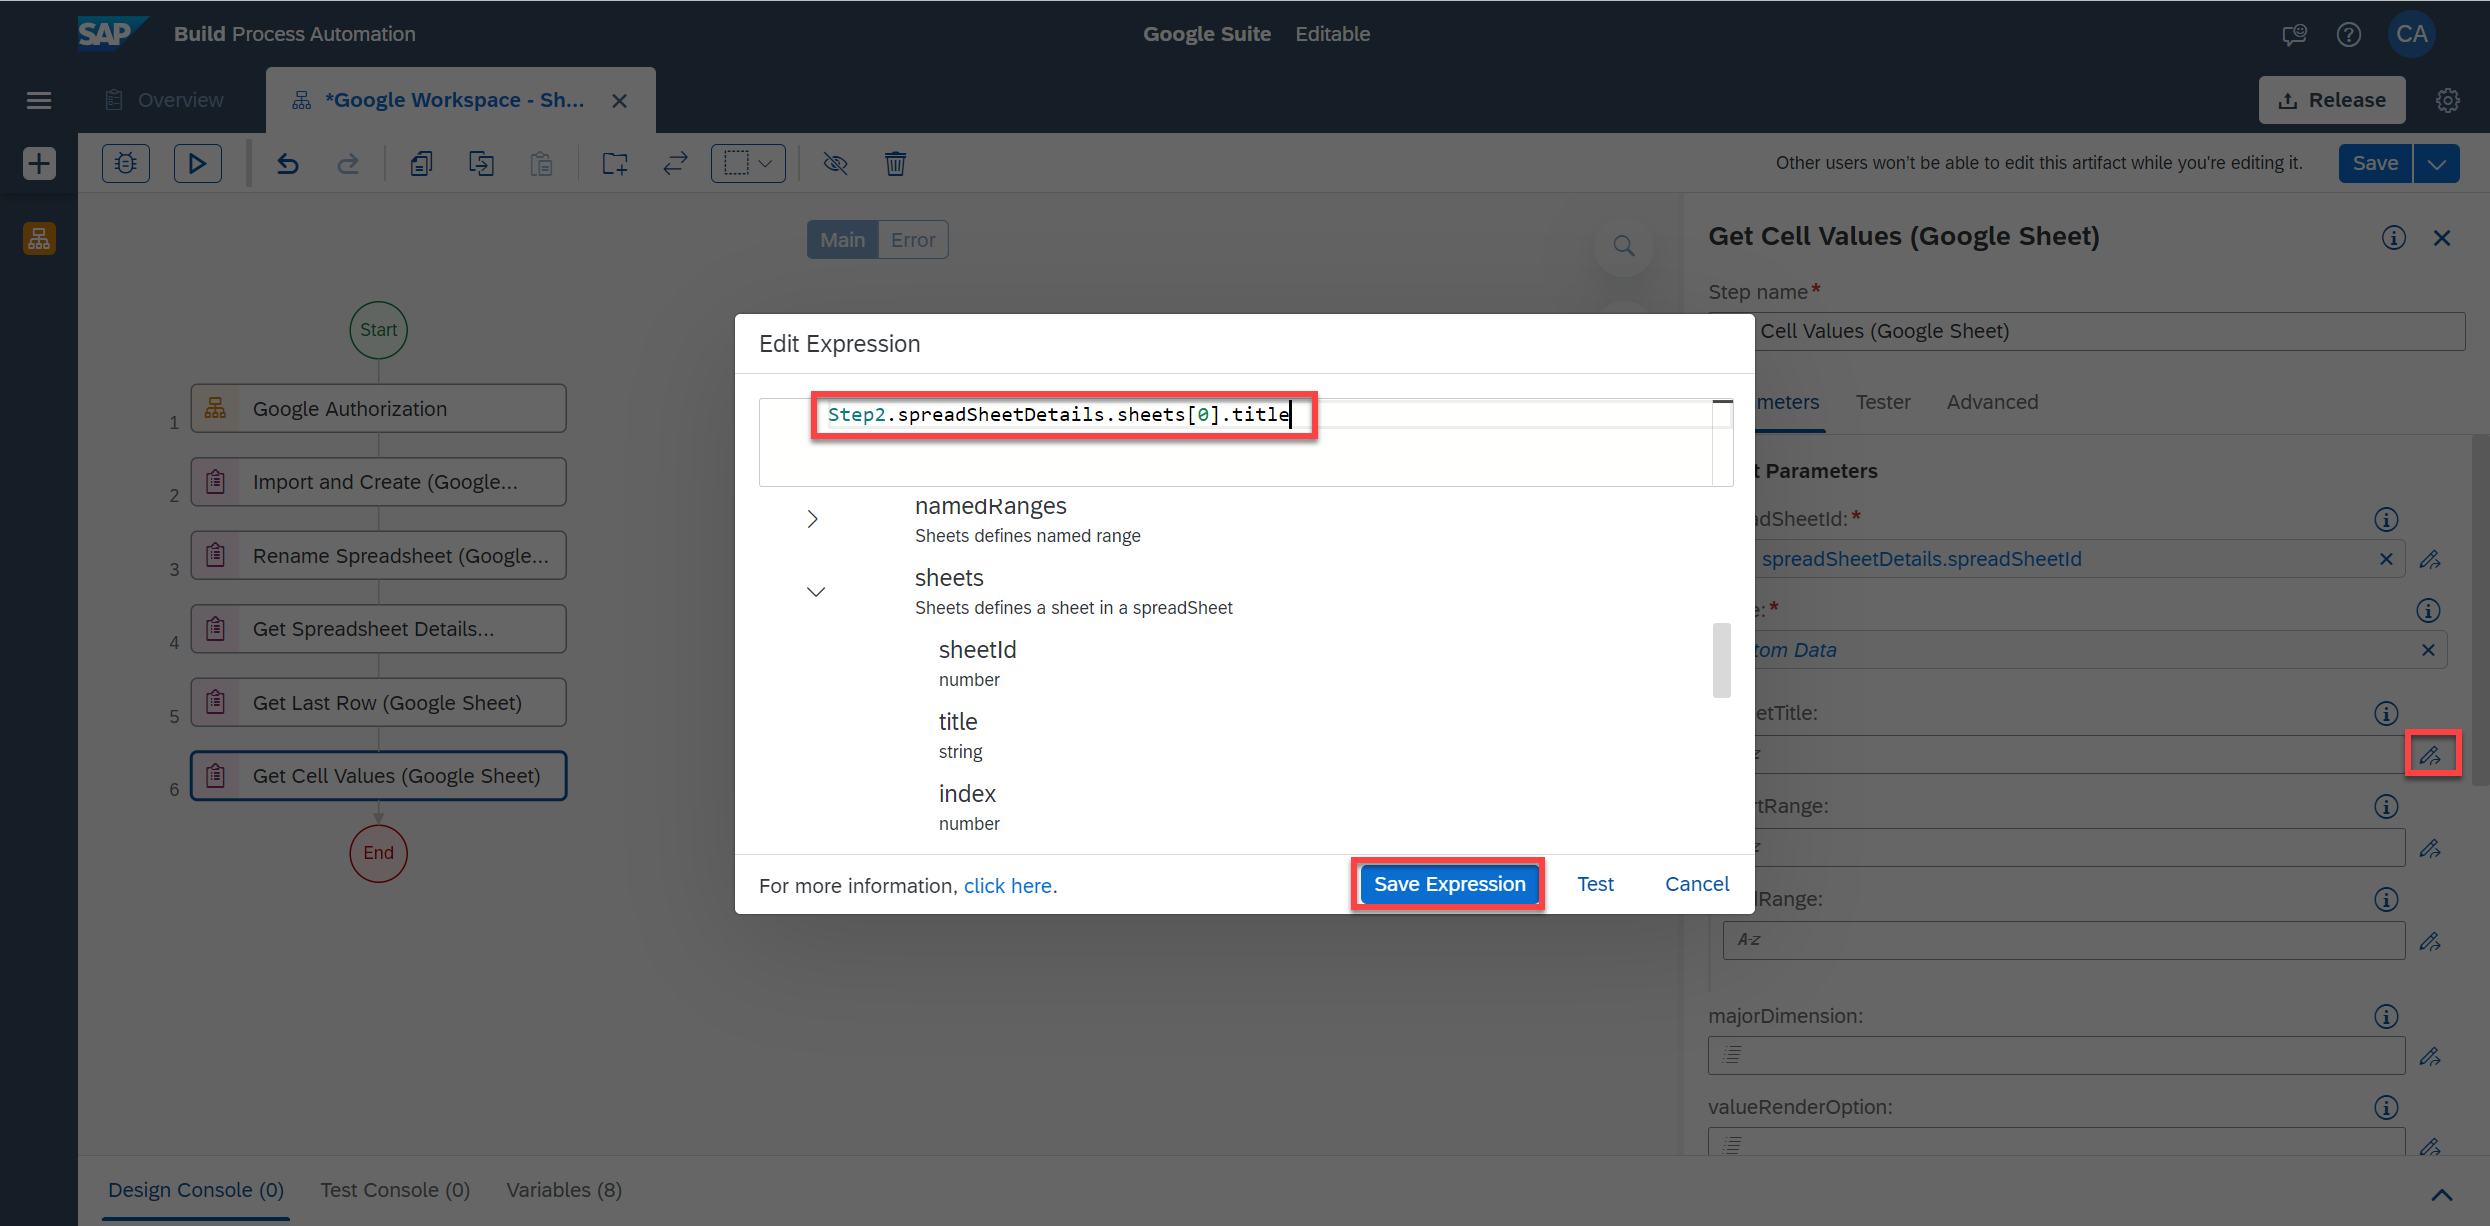 SAP Build Process Automation
Google Suite Editable
CA
Overview
*Google Workspace - Sh...
Release
Other users won't be able to edit this artifact while you're editing it.
Save
Main
Error
Get Cell Values (Google Sheet)
Step name*
Cell Values (Google Sheet)
Start
1 Google Authorization
2 Import and Create (Google...
3 Rename Spreadsheet (Google...
4 Get Spreadsheet Details...
5 Get Last Row (Google Sheet)
6 Get Cell Values (Google Sheet)
End
Edit Expression
Step2.spreadSheetDetails.sheets[0].title
namedRanges
Sheets defines named range
sheets
Sheets defines a sheet in a spreadSheet
sheetId
number
title
string
index
number
For more information, click here.
Save Expression
Test
Cancel
meters
Tester
Advanced
t Parameters
dSheetId:*
spreadSheetDetails.spreadSheetId
e:*
tom Data
etTitle:
z
rtRange:
z
dRange:
A-z
majorDimension:
valueRenderOption:
Design Console (0)
Test Console (0)
Variables (8)